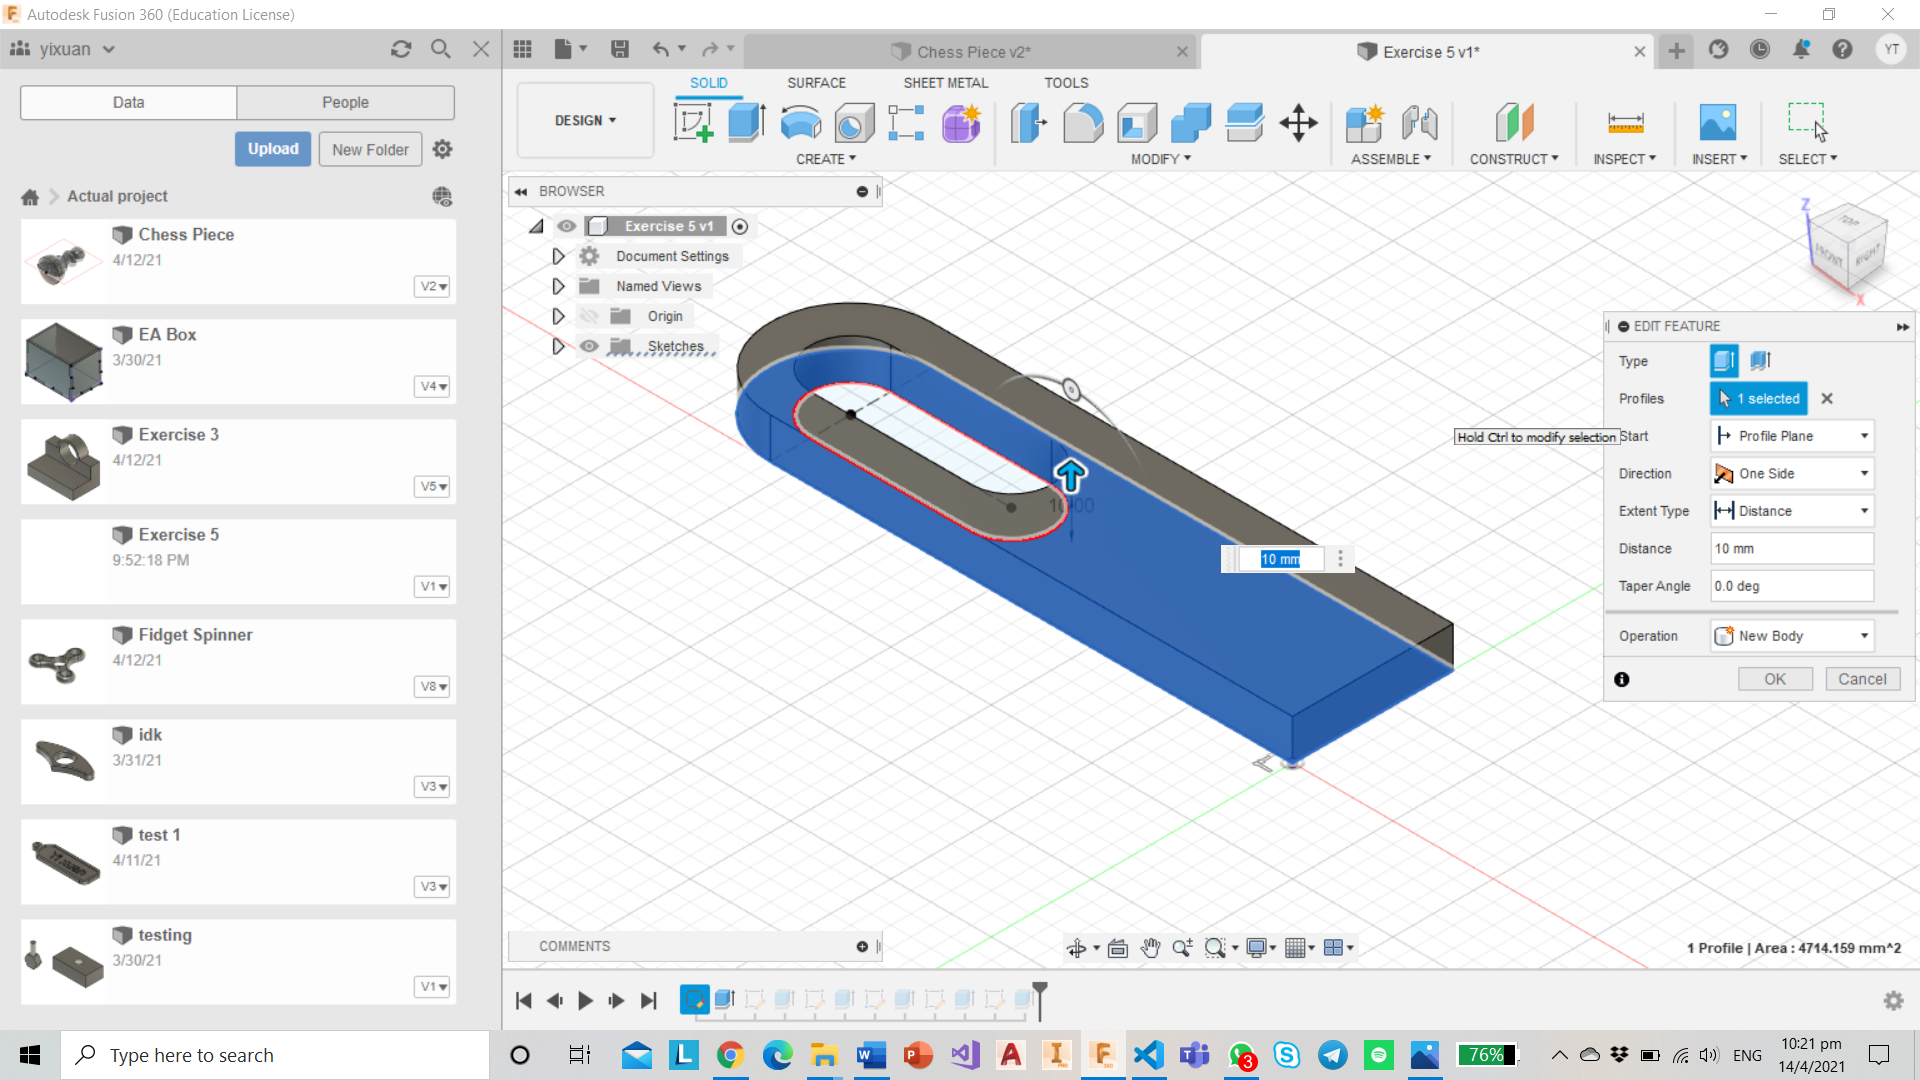 Autodesk Fusion 360 (Education License)
yixuan
Chess Piece v2*
Exercise 5 v1*
YT
Data
People
Upload
New Folder
Actual project
Chess Piece
4/12/21
V2
EA Box
3/30/21
V4
Exercise 3
4/12/21
V5
Exercise 5
9:52:18 PM
V1
Fidget Spinner
4/12/21
V8
idk
3/31/21
V3
test 1
4/11/21
V3
testing
3/30/21
V1
SOLID
SURFACE
SHEET METAL
TOOLS
DESIGN
CREATE
MODIFY
ASSEMBLE
CONSTRUCT
INSPECT
INSERT
SELECT
BROWSER
Exercise 5 v1
Document Settings
Named Views
Origin
Sketches
Z
TOP
FRONT
RIGHT
X
10.00
10 mm
Hold Ctrl to modify selection
EDIT FEATURE
Type
Profiles
1 selected
Start
Profile Plane
Direction
One Side
Extent Type
Distance
Distance
10 mm
Taper Angle
0.0 deg
Operation
New Body
OK
Cancel
COMMENTS
1 Profile | Area : 4714.159 mm^2
Type here to search
3
76%
ENG
10:21 pm
14/4/2021